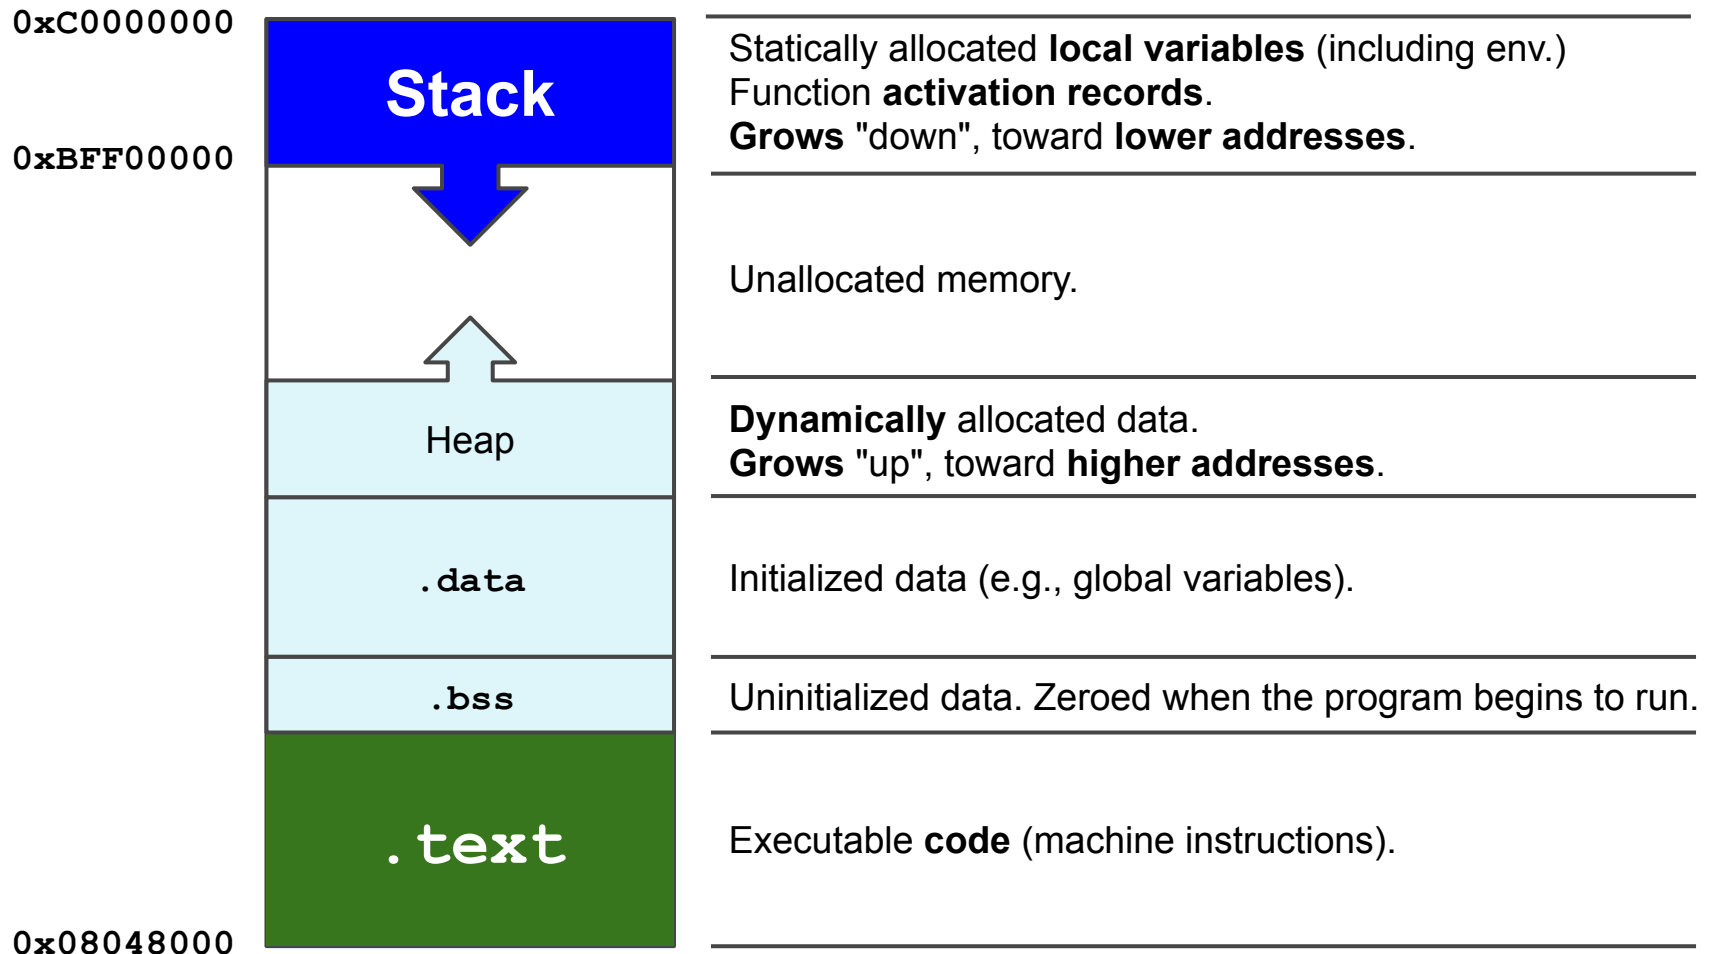 0xC0000000
Stack
Statically allocated local variables (including env.)
Function activation records.
Grows "down", toward lower addresses.
0xBFF00000
Unallocated memory.
Heap
Dynamically allocated data.
Grows "up", toward higher addresses.
.data
Initialized data (e.g., global variables).
.bss
Uninitialized data. Zeroed when the program begins to run.
.text
Executable code (machine instructions).
0x08048000